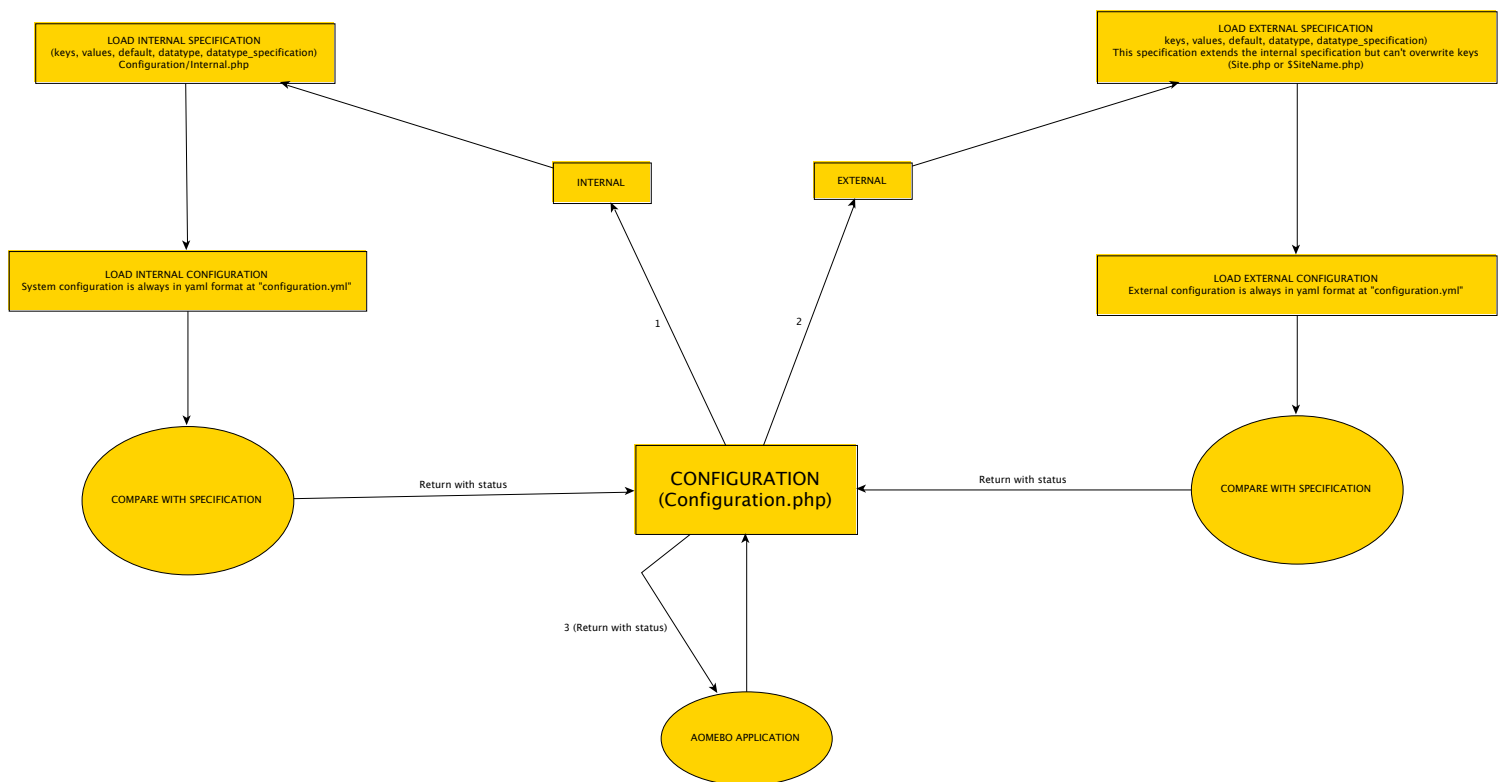 LOAD INTERNAL SPECIFICATION
(keys, values, default, datatype, datatype_specification)
Configuration/Internal.php
LOAD EXTERNAL SPECIFICATION
keys, values, default, datatype, datatype_specification)
This specification extends the internal specification but can't overwrite keys
(Site.php or $SiteName.php)
INTERNAL
EXTERNAL
LOAD INTERNAL CONFIGURATION
System configuration is always in yaml format at "configuration.yml"
LOAD EXTERNAL CONFIGURATION
External configuration is always in yaml format at "configuration.yml"
1
2
COMPARE WITH SPECIFICATION
Return with status
CONFIGURATION
(Configuration.php)
Return with status
COMPARE WITH SPECIFICATION
3 (Return with status)
AOMEBO APPLICATION